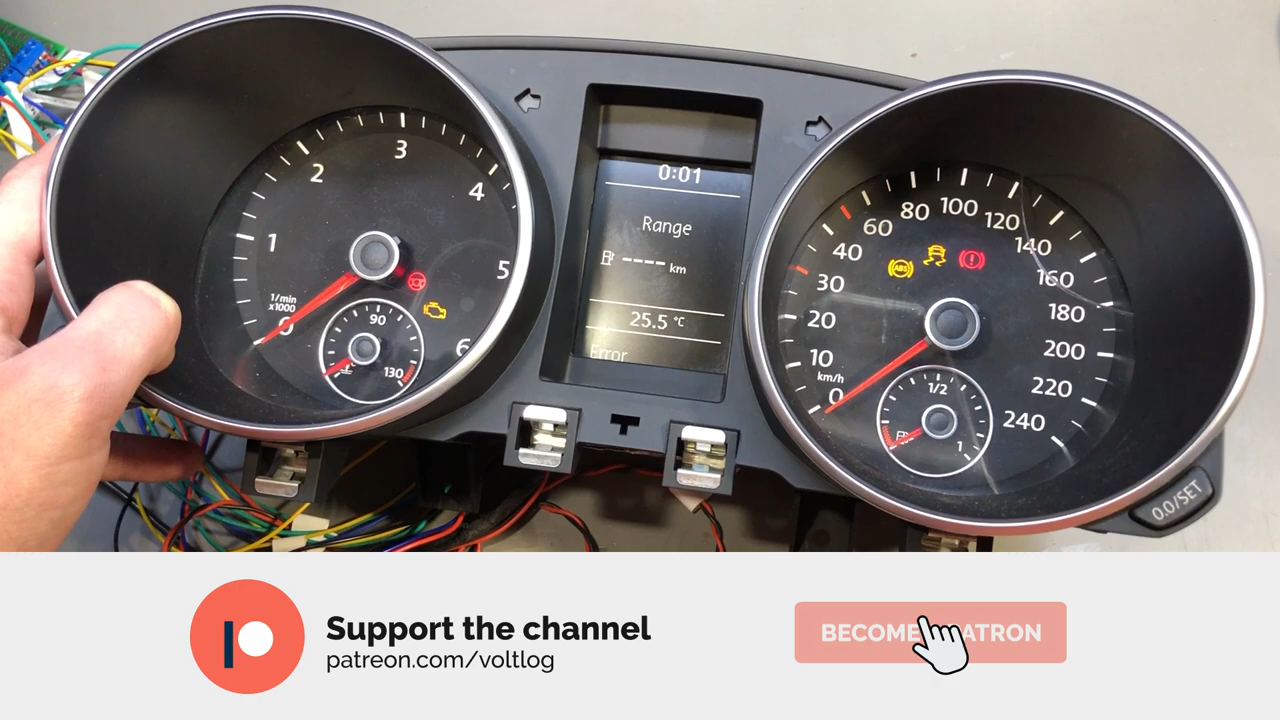 1
2
3
4
5
6
0
1/min
x1000
90
130
0:01
Range
---- km
25.5 °C
Error
0
10
20
30
40
60
80
100
120
140
160
180
200
220
240
km/h
ABS
1/2
1
0.0/SET
Support the channel
patreon.com/voltlog
BECOME PATRON